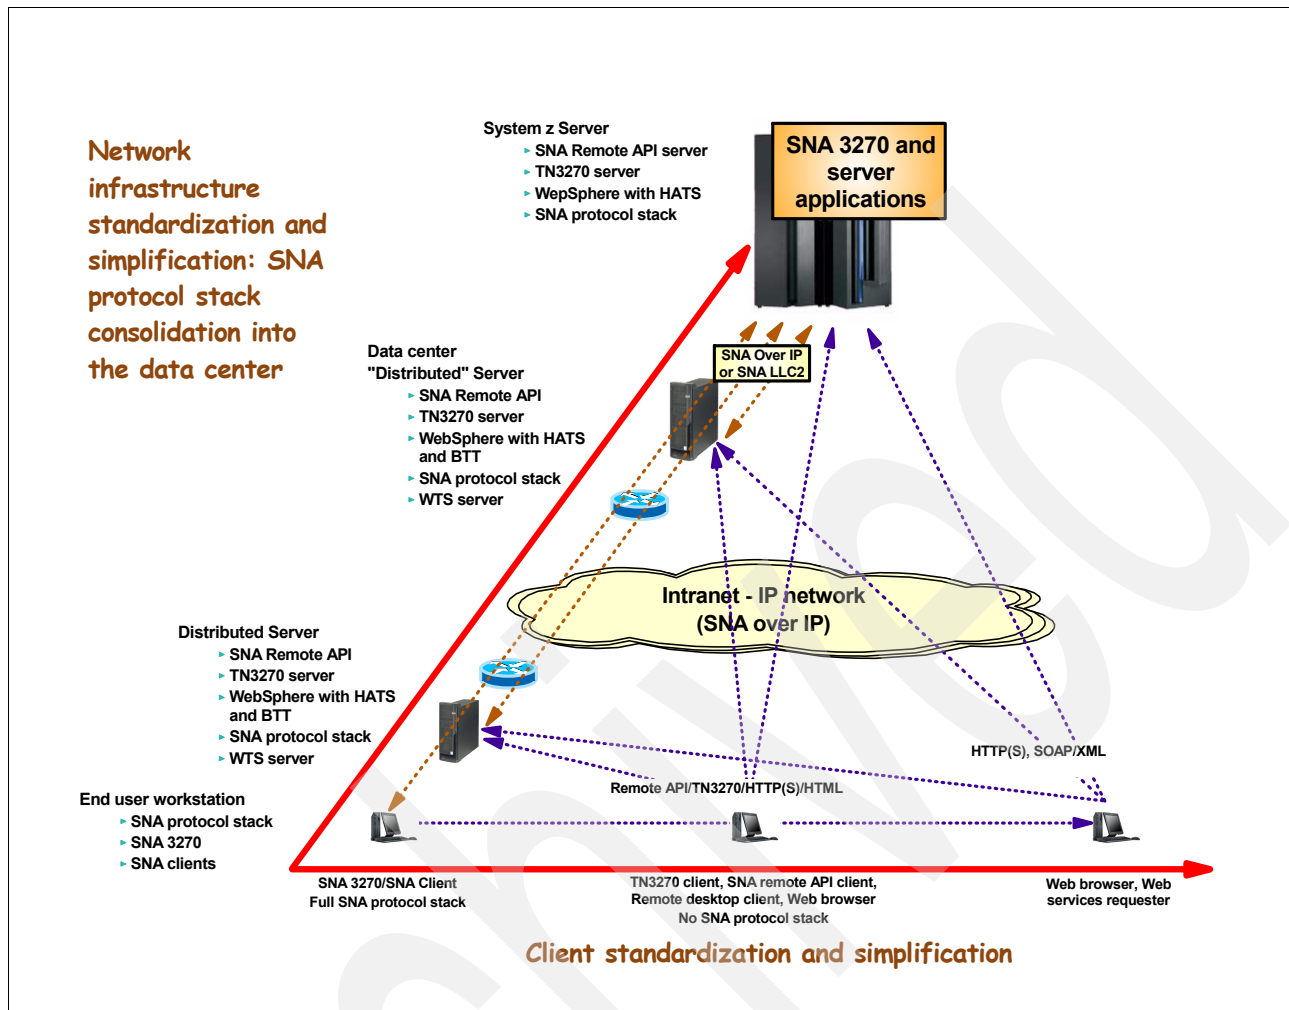 Network
infrastructure
standardization and
simplification: SNA
protocol stack
consolidation into
the data center
System z Server
SNA Remote API server
TN3270 server
WepSphere with HATS
SNA protocol stack
SNA 3270 and
server
applications
Data center
"Distributed" Server
SNA Remote API
TN3270 server
WebSphere with HATS
and BTT
SNA protocol stack
WTS server
SNA Over IP
or SNA LLC2
Intranet - IP network
(SNA over IP)
Distributed Server
SNA Remote API
TN3270 server
WebSphere with HATS
and BTT
SNA protocol stack
WTS server
HTTP(S), SOAP/XML
Remote API/TN3270/HTTP(S)/HTML
End user workstation
SNA protocol stack
SNA 3270
SNA clients
SNA 3270/SNA Client
Full SNA protocol stack
TN3270 client, SNA remote API client,
Remote desktop client, Web browser
No SNA protocol stack
Web browser, Web
services requester
Client standardization and simplification